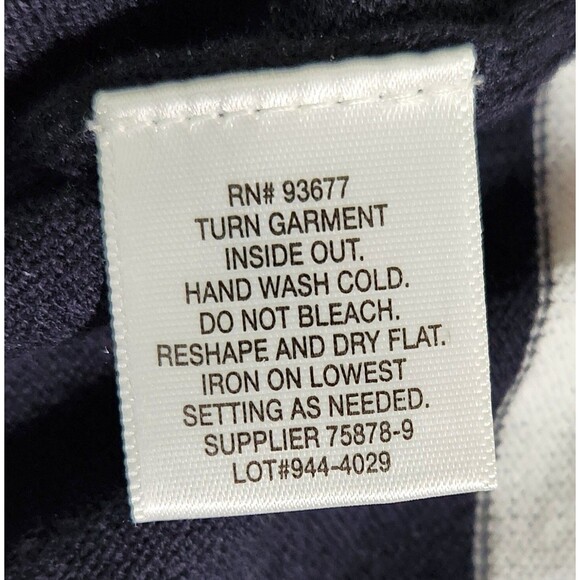 RN# 93677
TURN GARMENT
INSIDE OUT.
HAND WASH COLD.
DO NOT BLEACH.
RESHAPE AND DRY FLAT.
IRON ON LOWEST
SETTING AS NEEDED.
SUPPLIER 75878-9
LOT#944-4029